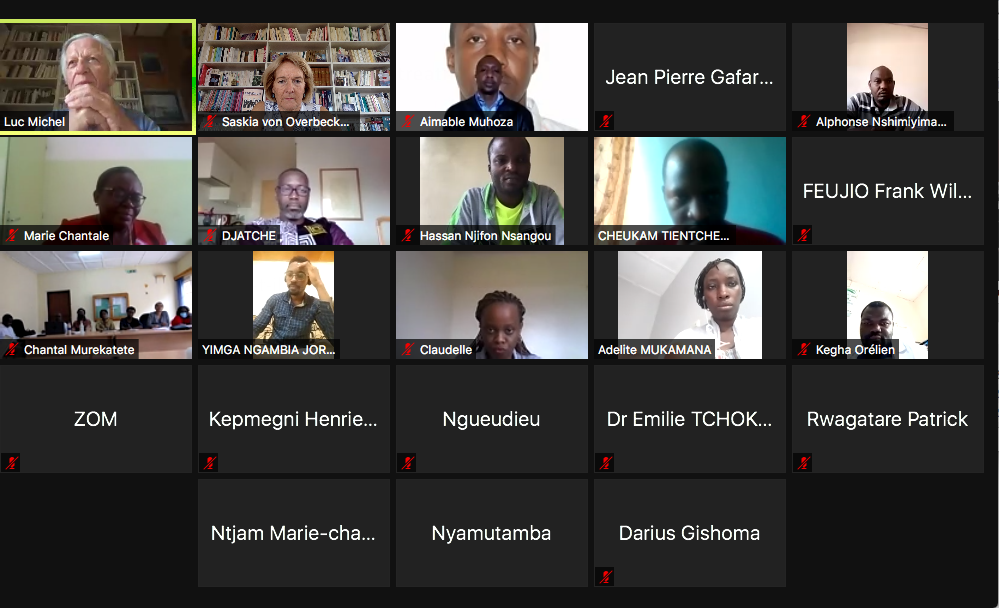 Luc Michel
Saskia von Overbeck...
Aimable Muhoza
Jean Pierre Gafar...
Alphonse Nshimiyima...
Marie Chantale
DJATCHE
Hassan Njifon Nsangou
CHEUKAM TIENTCHE...
FEUJIO Frank Wil...
Chantal Murekatete
YIMGA NGAMBIA JOR...
Claudelle
Adelite MUKAMANA
Kegha Orélien
ZOM
Kepmegni Henrie...
Ngueudieu
Dr Emilie TCHOK...
Rwagatare Patrick
Ntjam Marie-cha...
Nyamutamba
Darius Gishoma